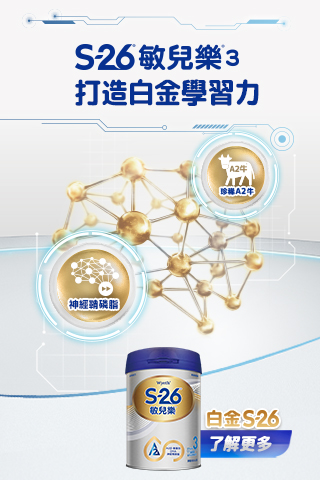 S-26 敏兒樂 3
打造白金學習力
A2牛
珍稀A2牛
神經鞘磷脂
Wyeth
S-26
敏兒樂
A2
3
白金S-26
了解更多